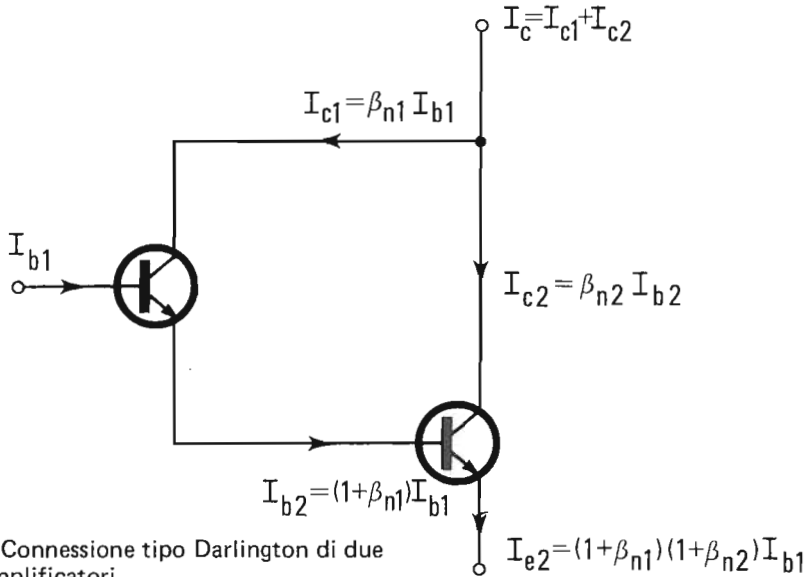 I_c=I_c1+I_c2
I_c1=β_n1 I_b1
I_b1
I_c2=β_n2 I_b2
I_b2=(1+β_n1)I_b1
I_e2=(1+β_n1)(1+β_n2)I_b1
Connessione tipo Darlington di due